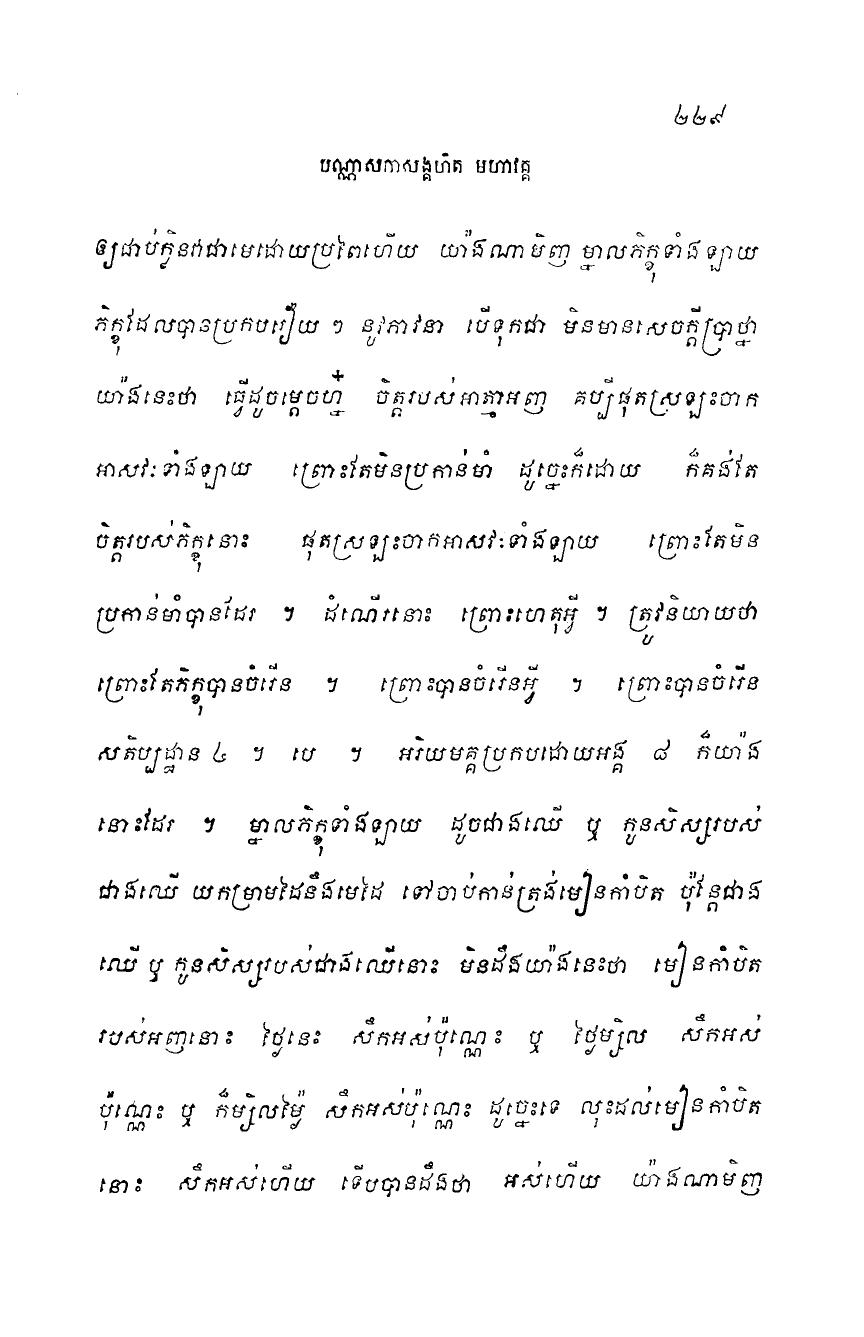 ២២៩
បណ្ណាសកាសង្គហិត មហាវគ្គ
ឲ្យជាប់ក្លិនក៍ជាមេដោយប្រពៃហើយ យ៉ាងណាមិញ ម្នាលភិក្ខុទាំងឡាយ
ភិក្ខុដែលបានប្រកបរឿយ ៗ នូវភាវនា បើទុកជា មិនមានសេចក្តីប្រាថ្នា
យ៉ាងនេះថា ធ្វើដូចម្តេចហ្ន៎ ចិត្តរបស់អាត្មាអញ គប្បីផុតស្រឡះចាក
អាសវៈទាំងឡាយ ព្រោះតែមិនប្រកាន់មាំ ដូច្នេះក៏ដោយ ក៏គង់តែ
ចិត្តរបស់ភិក្ខុនោះ ផុតស្រឡះចាកអាសវៈទាំងឡាយ ព្រោះតែមិន
ប្រកាន់មាំបានដែរ ។ ដំណើរនោះ ព្រោះហេតុអ្វី ។ ត្រូវនិយាយថា
ព្រោះតែភិក្ខុបានចំរើន ។ ព្រោះបានចំរើនអ្វី ។ ព្រោះបានចំរើន
សតិប្បដ្ឋាន ៤ ។ បេ ។ អរិយមគ្គប្រកបដោយអង្គ ៨ ក៏យ៉ាង
នោះដែរ ។ ម្នាលភិក្ខុទាំងឡាយ ដូចជាងឈើ ឬ កូនសិស្សរបស់
ជាងឈើ យកម្រាមដៃនឹងមេដៃ ទៅចាប់កាន់ត្រង់មៀនកាំបិត ប៉ុន្តែជាង
ឈើ ឬ កូនសិស្សរបស់ជាងឈើនោះ មិនដឹងយ៉ាងនេះថា មៀនកាំបិត
របស់អញនោះ ថ្ងៃនេះ សឹកអស់ប៉ុណ្ណេះ ឬ ថ្ងៃម្សិល សឹកអស់
ប៉ុណ្ណេះ ឬ ក៏ម្សិលម្ង៉ៃ សឹកអស់ប៉ុណ្ណេះ ដូច្នេះទេ លុះដល់មៀនកាំបិត
នោះ សឹកអស់ហើយ ទើបបានដឹងថា អស់ហើយ យ៉ាងណាមិញ